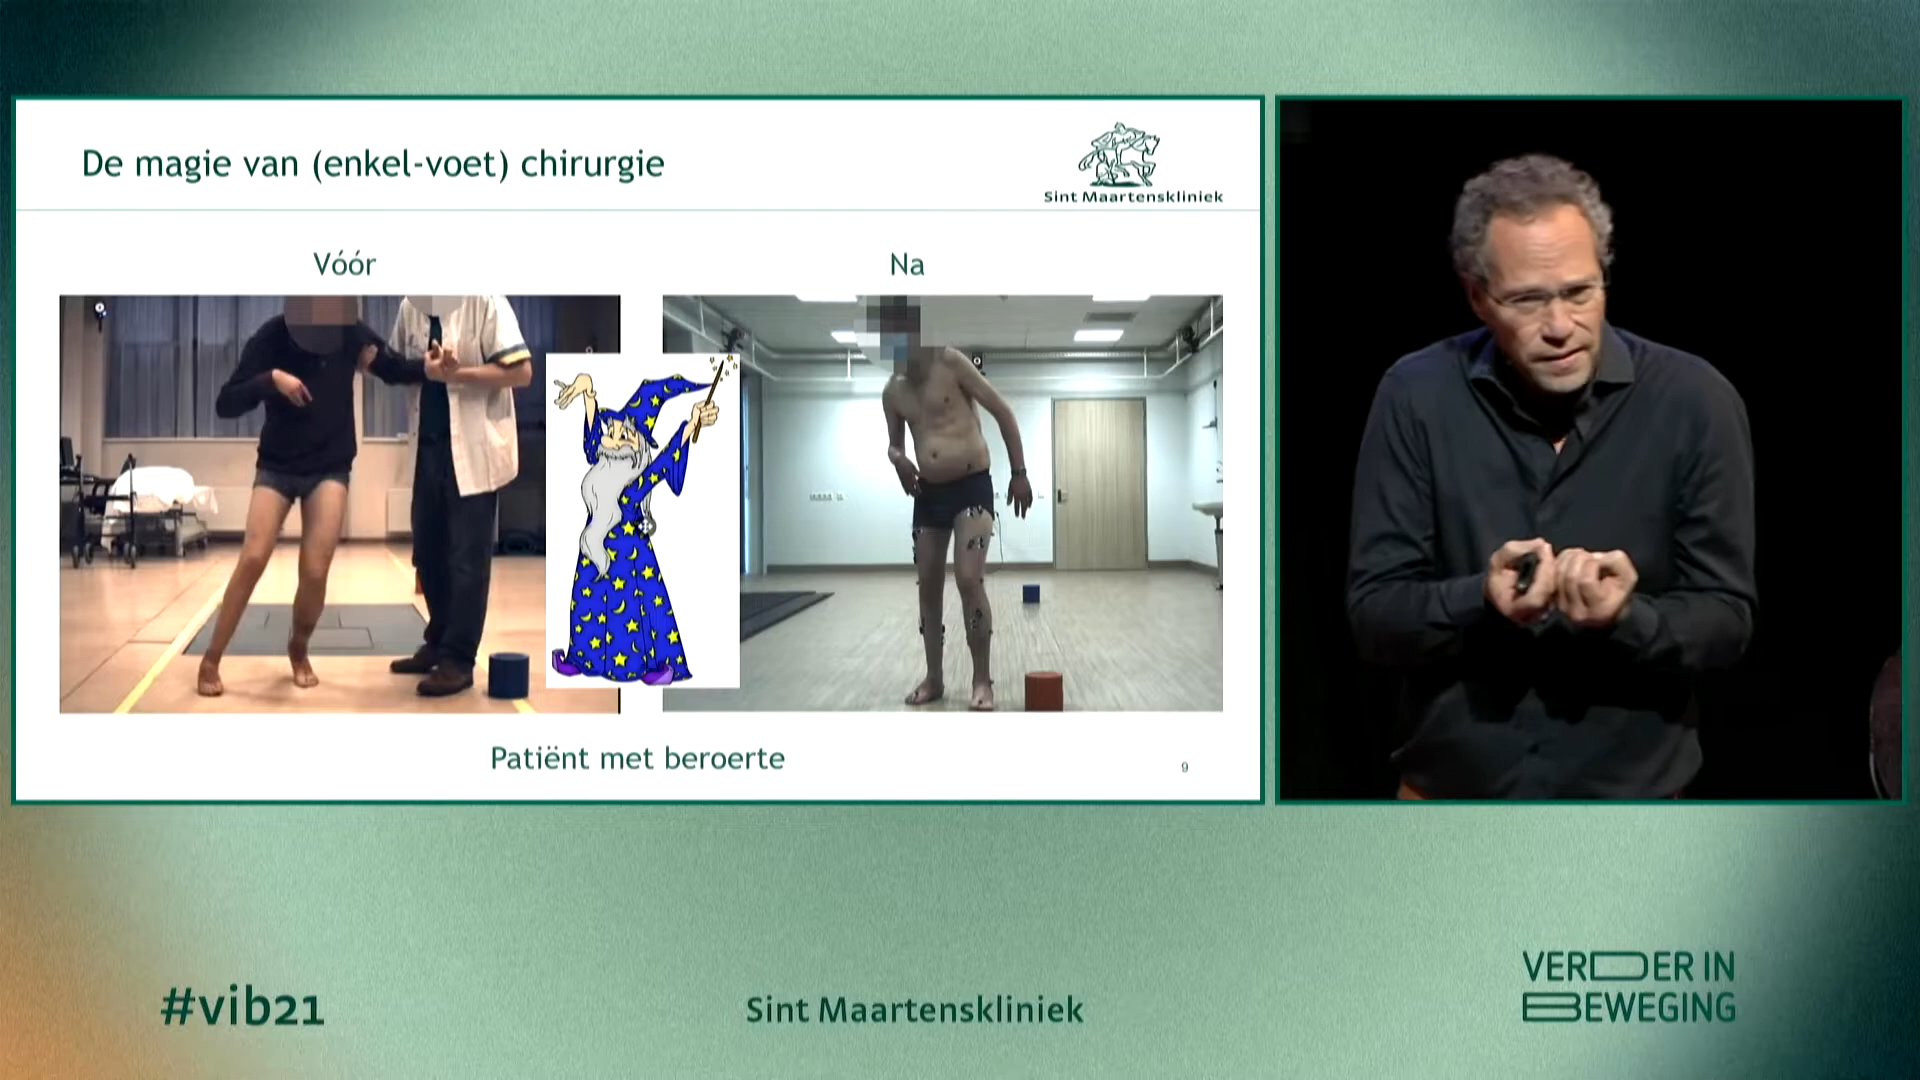 De magie van (enkel-voet) chirurgie
Sint Maartenskliniek
Vóór
Na
Patiënt met beroerte
9
#vib21
Sint Maartenskliniek
VERDER IN
BEWEGING